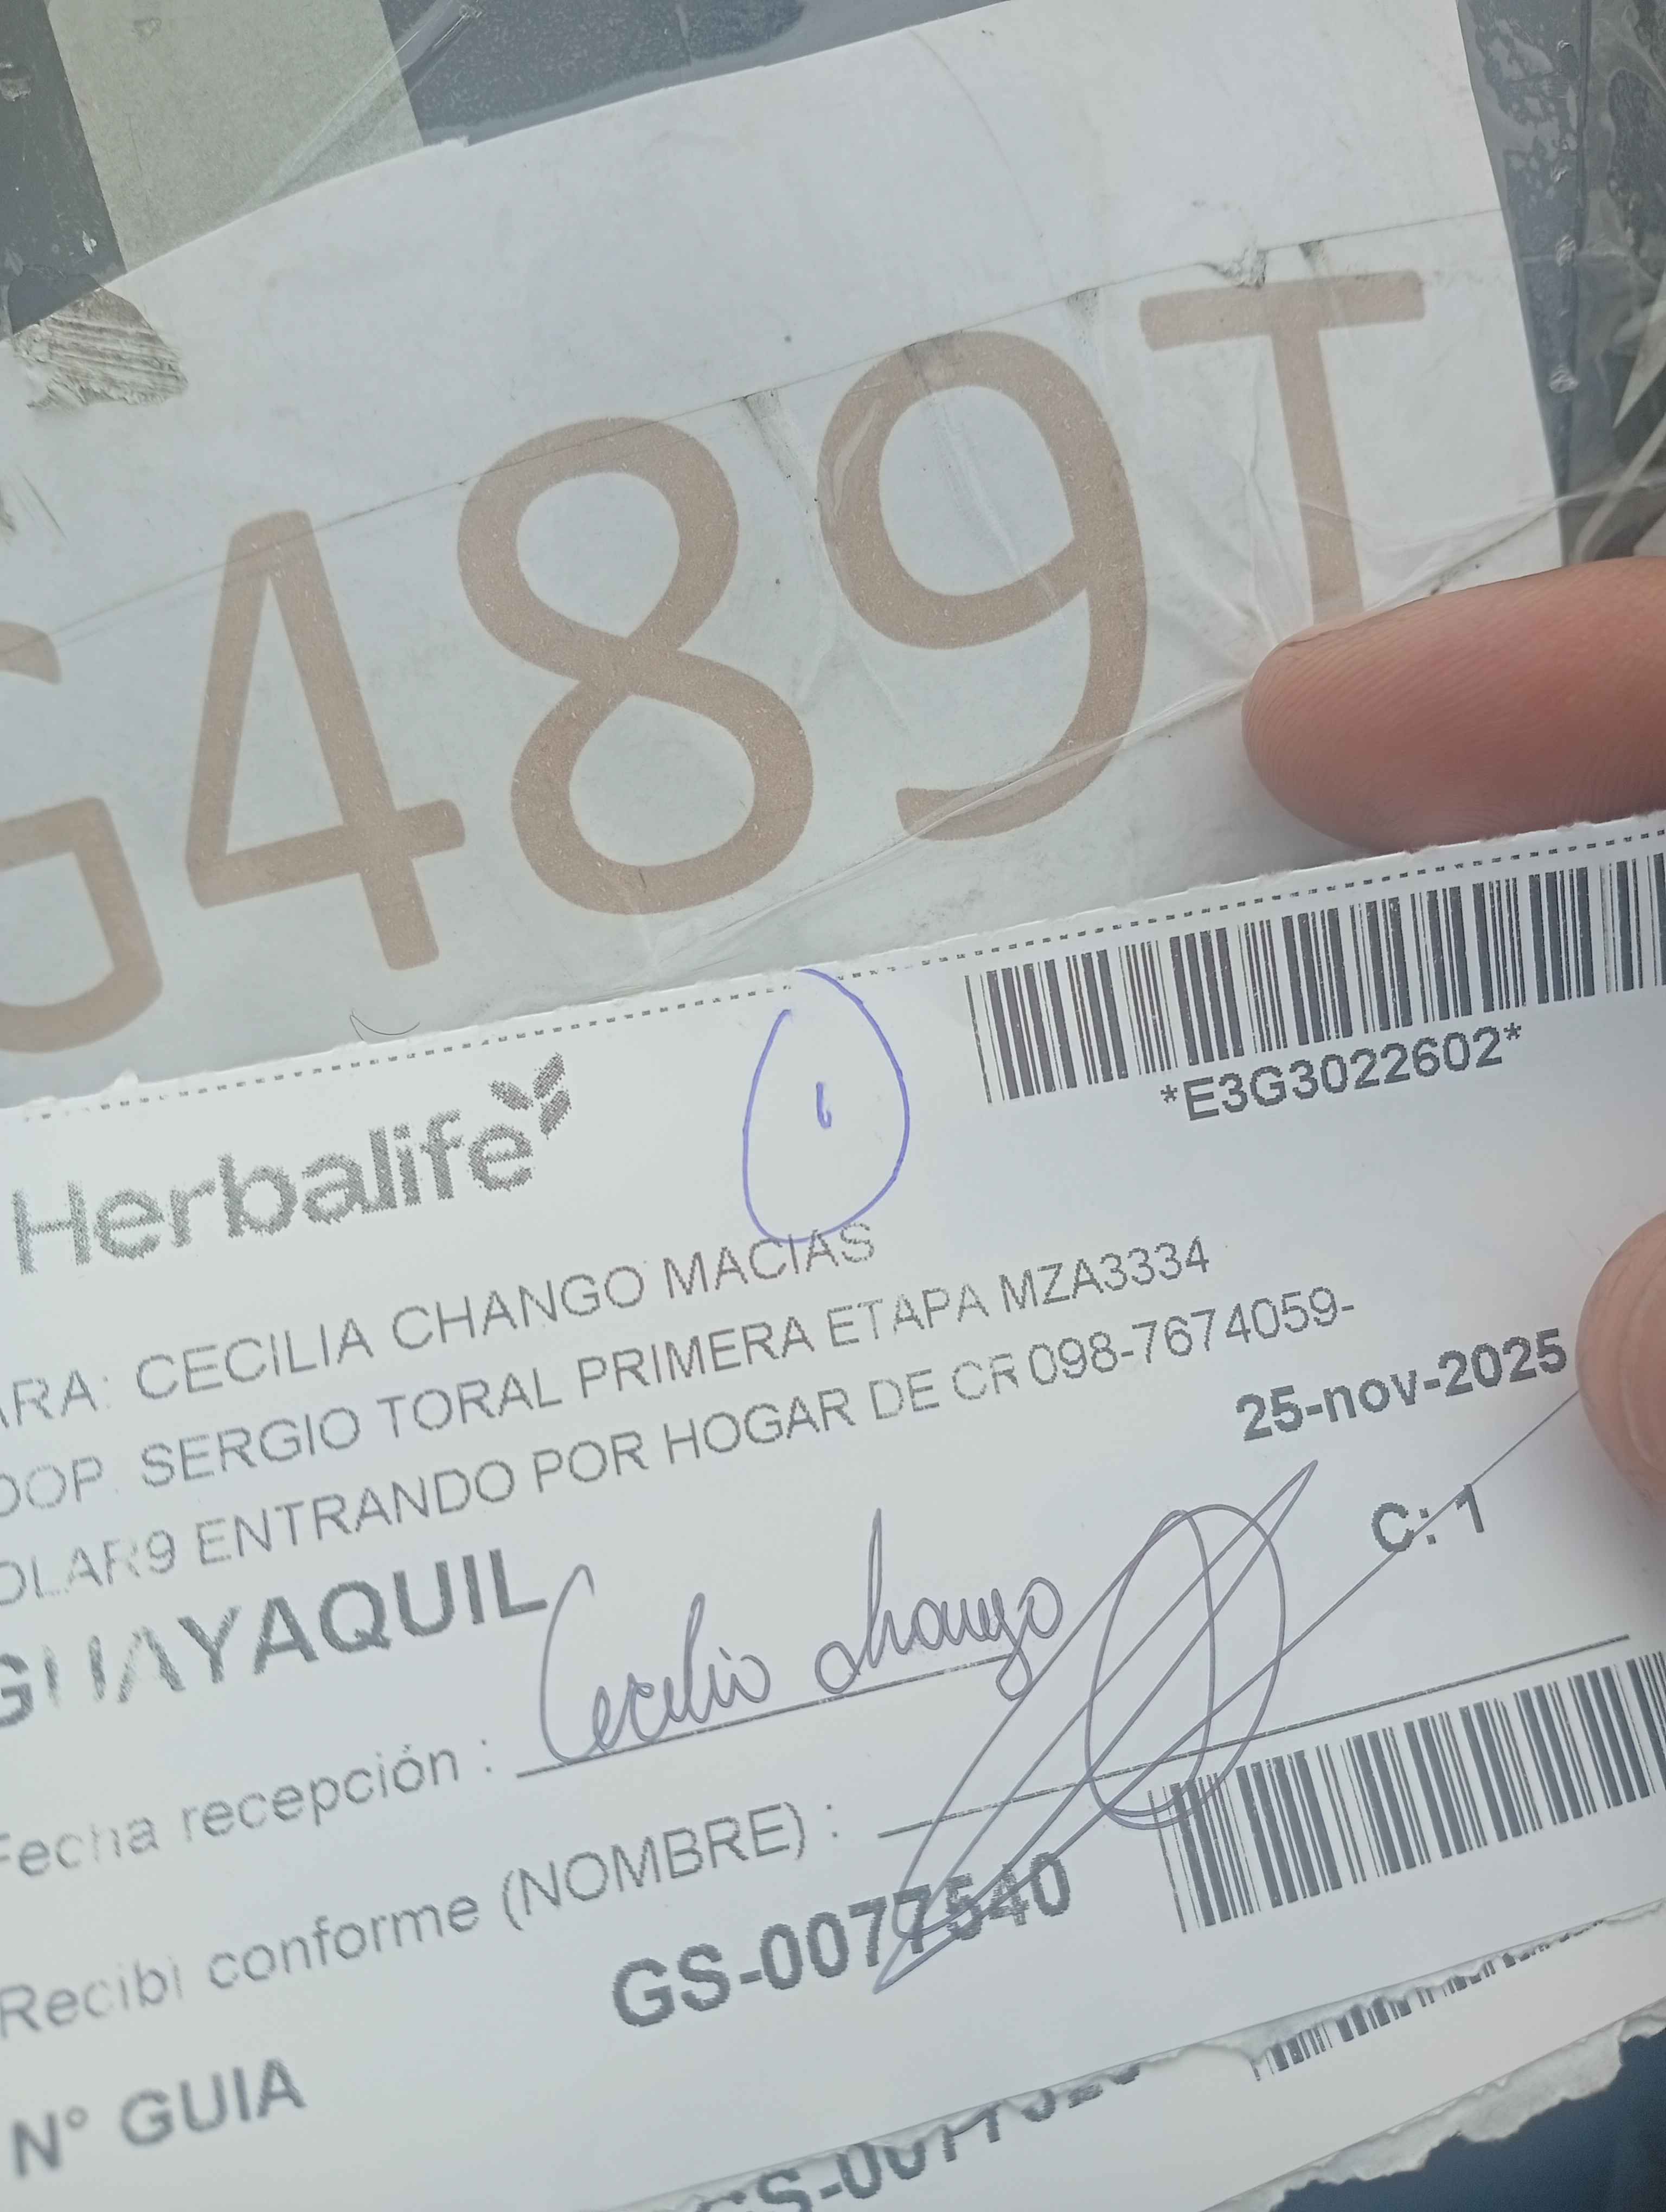 G489T
*E3G3022602*
Herbalife
ARA: CECILIA CHANGO MACIAS
OOP. SERGIO TORAL PRIMERA ETAPA MZA3334
OLAR9 ENTRANDO POR HOGAR DE CR 098-7674059-
25-nov-2025
GUAYAQUIL
C: 1
Fecha recepción : Cecilia Chango
Recibi conforme (NOMBRE) :
N° GUIA GS-0077540